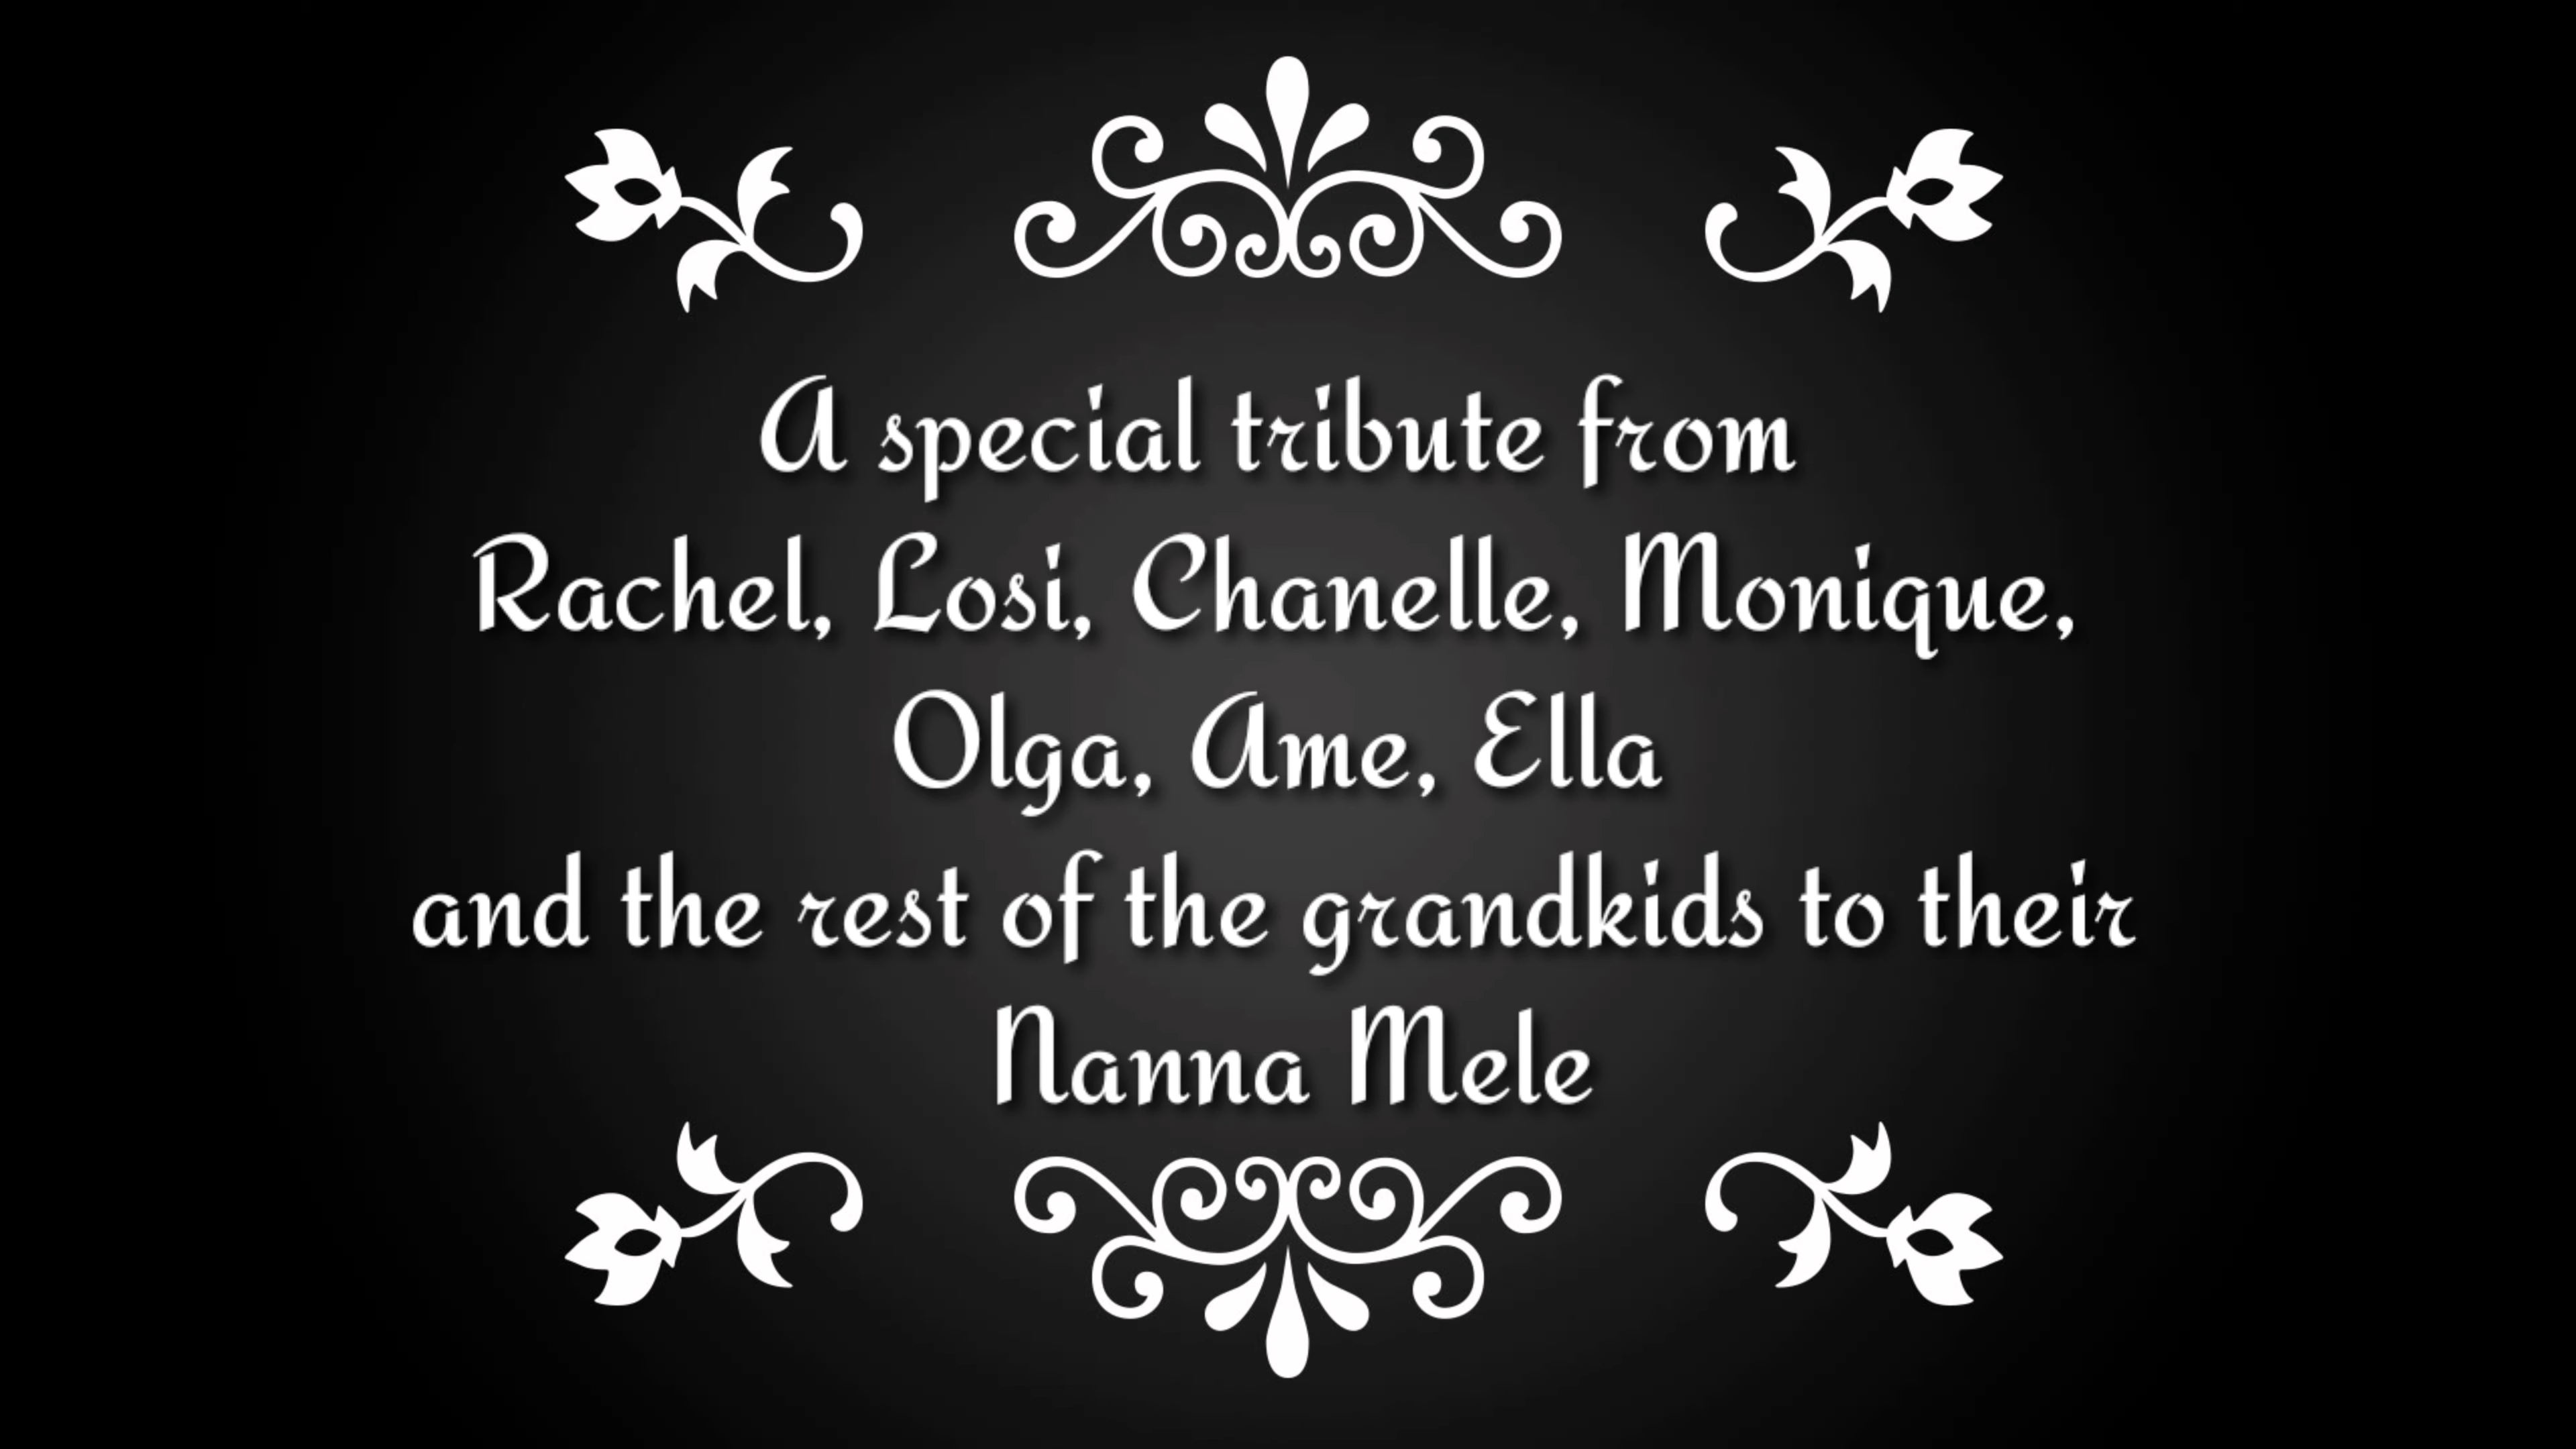 A special tribute from
Rachel, Losi, Chanelle, Monique,
Olga, Ame, Ella
and the rest of the grandkids to their
Nanna Mele